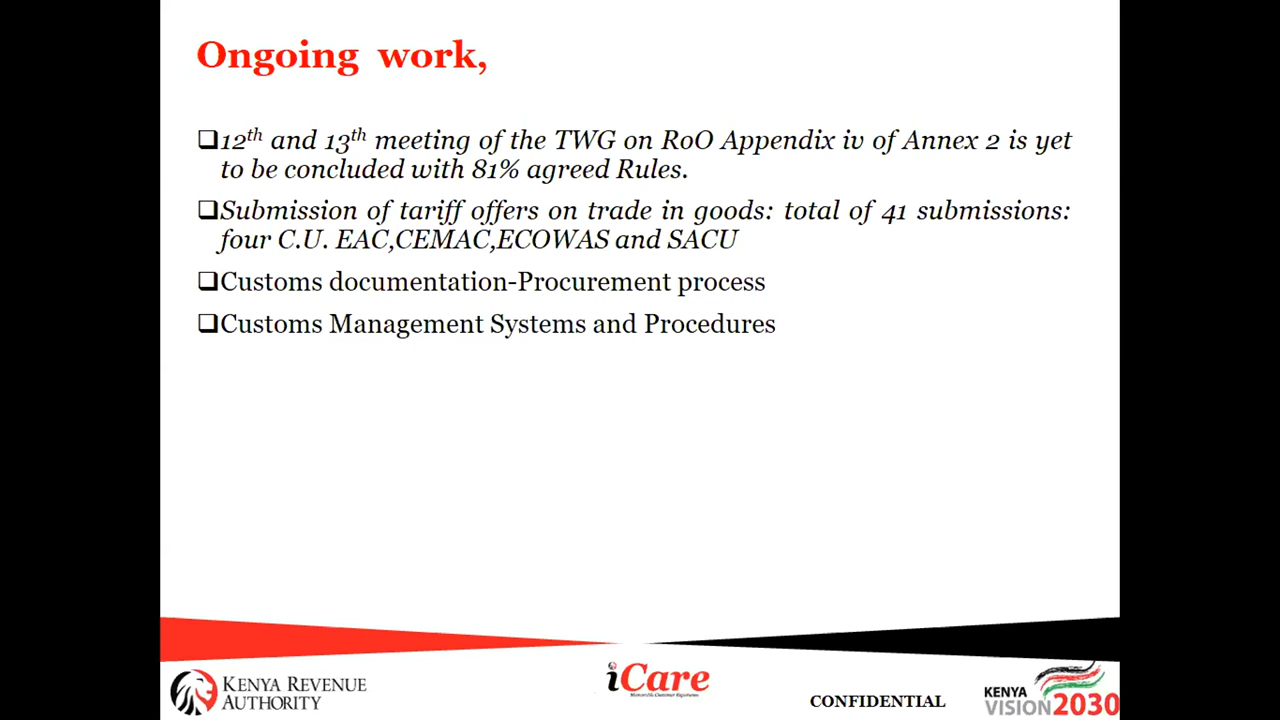 Ongoing work,
12th and 13th meeting of the TWG on RoO Appendix iv of Annex 2 is yet
to be concluded with 81% agreed Rules.
Submission of tariff offers on trade in goods: total of 41 submissions:
four C.U. EAC,CEMAC,ECOWAS and SACU
Customs documentation-Procurement process
Customs Management Systems and Procedures
KENYA REVENUE
AUTHORITY
iCare
CONFIDENTIAL
KENYA
VISION 2030